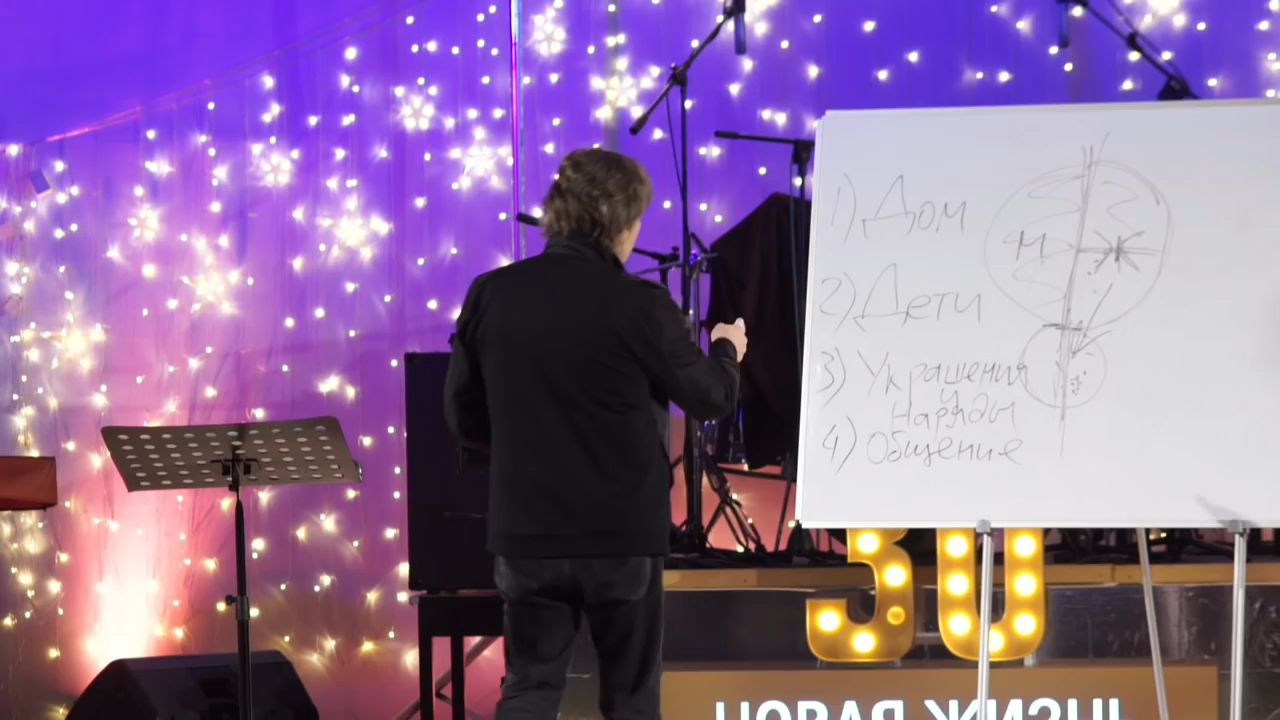 1) Дом
М Ж
2) Дети
3) Украшения
и
Наряды
4) Общение
30
НОВАЯ ЖИЗНЬ